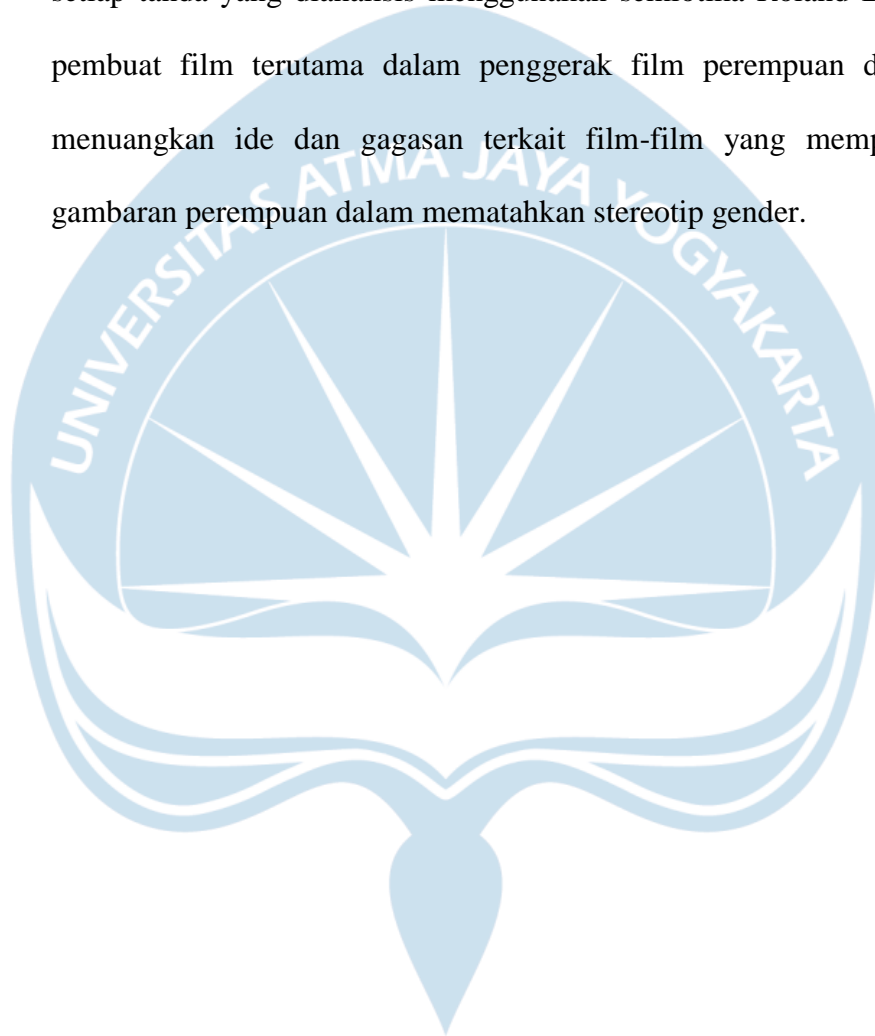 pembuat film terutama dalam penggerak film perempuan
menuangkan ide dan gagasan terkait film-film yang
gambaran perempuan dalam mematahkan stereotip gender.
UNIVERSITAS ATMA JAYA YOGYAKARTA